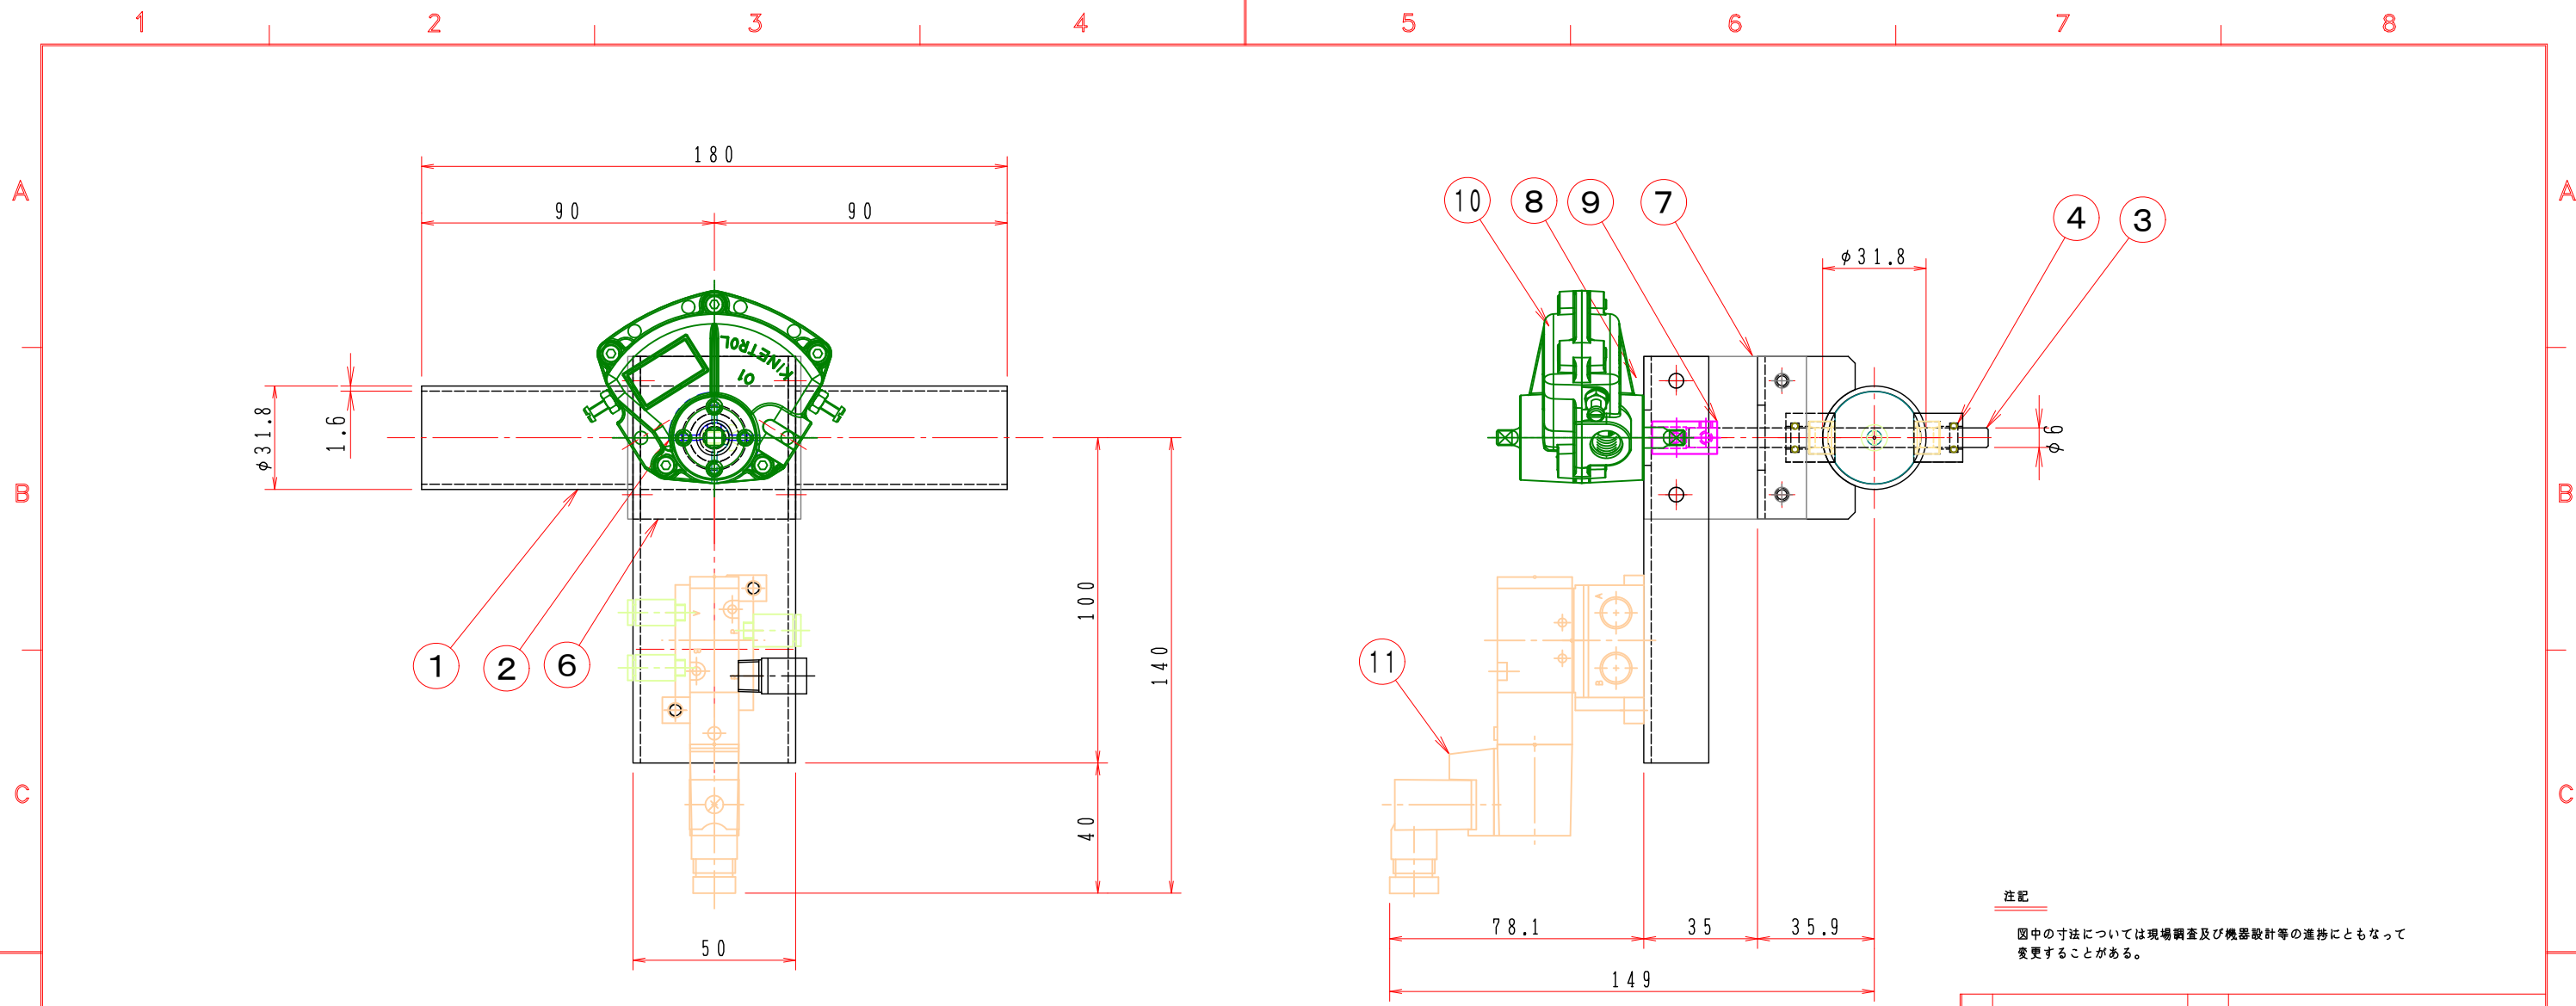 1 2 3 4 5 6 7 8
A A
180
90 90
10 8 9 7 4 3
φ31.8
KINETROL
01
φ31.8
1.6
φ6
B B
100
140
1 2 6
11
A
B
A
P
B
C C
40
50
78.1 35 35.9
149
注記
図中の寸法については現場調査及び機器設計等の進捗にともなって
変更することがある。